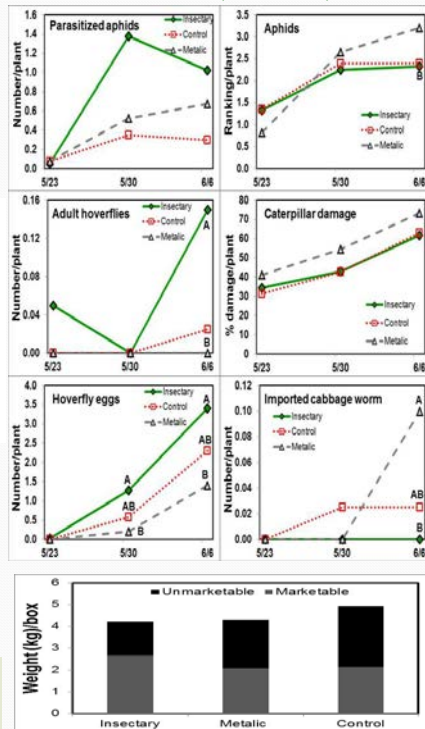 Parasitized aphids
Number/plant
1.6
1.4
1.2
1.0
0.8
0.6
0.4
0.2
0.0
Insectary
Control
Metalic
5/23 5/30 6/6
Aphids
Ranking/plant
3.5
3.0
2.5
2.0
1.5
1.0
0.5
0.0
B
Insectary
Control
Metalic
5/23 5/30 6/6
Adult hoverflies
Number/plant
0.16
0.12
0.08
0.04
0.00
Insectary
Control
Metalic
A
B
B
5/23 5/30 6/6
Caterpillar damage
% damage/plant
80
70
60
50
40
30
20
10
0
Insectary
Control
Metalic
5/23 5/30 6/6
Hoverfly eggs
Number/plant
4.0
3.5
3.0
2.5
2.0
1.5
1.0
0.5
0.0
Insectary
Control
Metalic
A
A
AB
AB
B
B
5/23 5/30 6/6
Imported cabbage worm
Number/plant
0.12
0.10
0.08
0.06
0.04
0.02
0.00
Insectary
Control
Metalic
A
AB
B
5/23 5/30 6/6
Weight (kg)/box
6
5
4
3
2
1
0
Unmarketable Marketable
Insectary Metalic Control